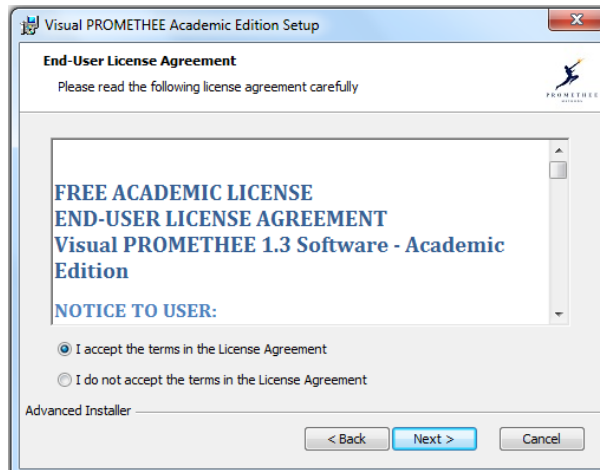 Visual PROMETHEE Academic Edition Setup
End-User License Agreement
Please read the following license agreement carefully
PROMETHEE
FREE ACADEMIC LICENSE
END-USER LICENSE AGREEMENT
Visual PROMETHEE 1.3 Software - Academic
Edition
NOTICE TO USER:
I accept the terms in the License Agreement
I do not accept the terms in the License Agreement
Advanced Installer
< Back
Next >
Cancel